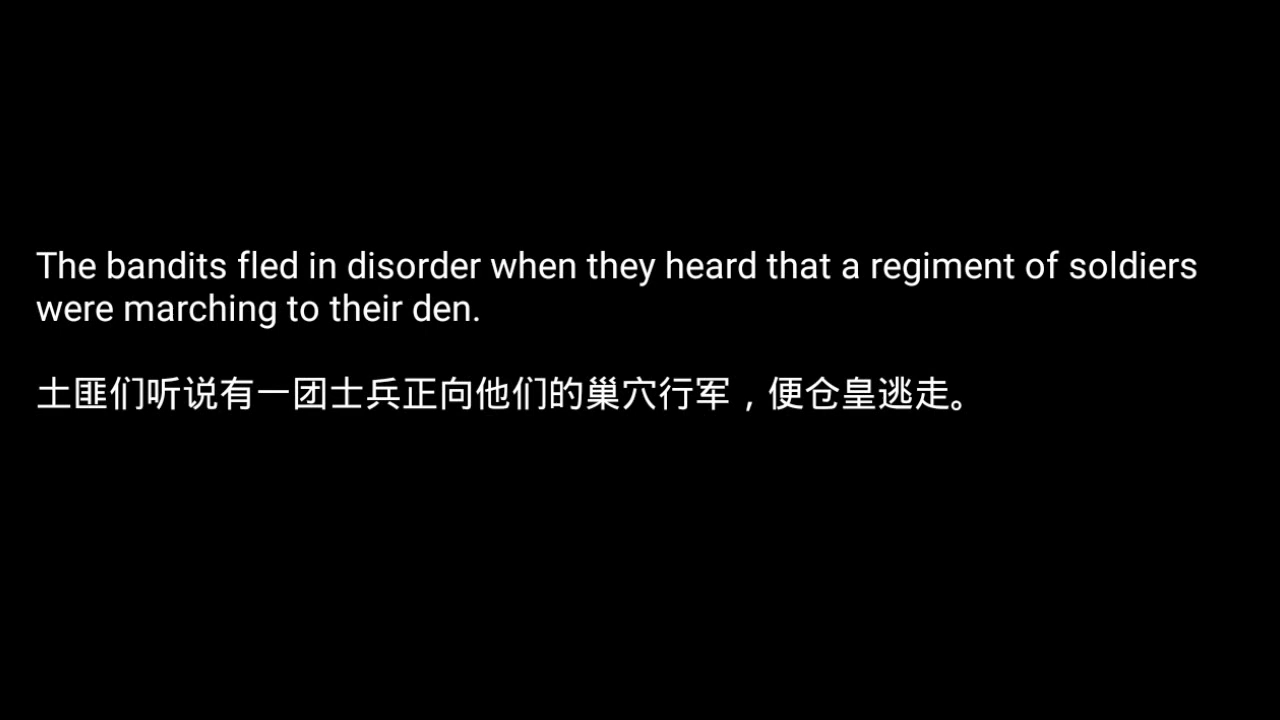 The bandits fled in disorder when they heard that a regiment of soldiers
were marching to their den.
土匪们听说有一团士兵正向他们的巢穴行军，便仓皇逃走。